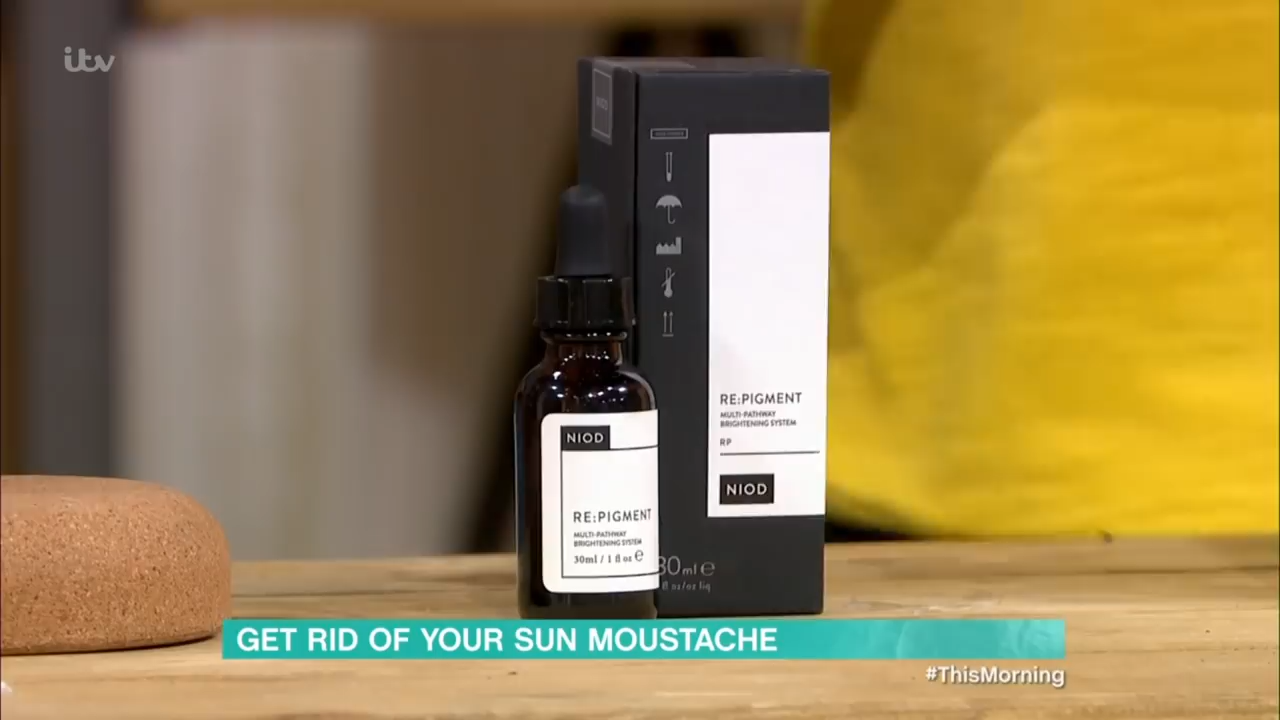 itv
NIOD
RE:PIGMENT
MULTI-PATHWAY
BRIGHTENING SYSTEM
RP
NIOD
30ml e
fl oz/oz liq
NIOD
RE:PIGMENT
MULTI-PATHWAY
BRIGHTENING SYSTEM
30ml / 1 fl oz e
GET RID OF YOUR SUN MOUSTACHE
#ThisMorning